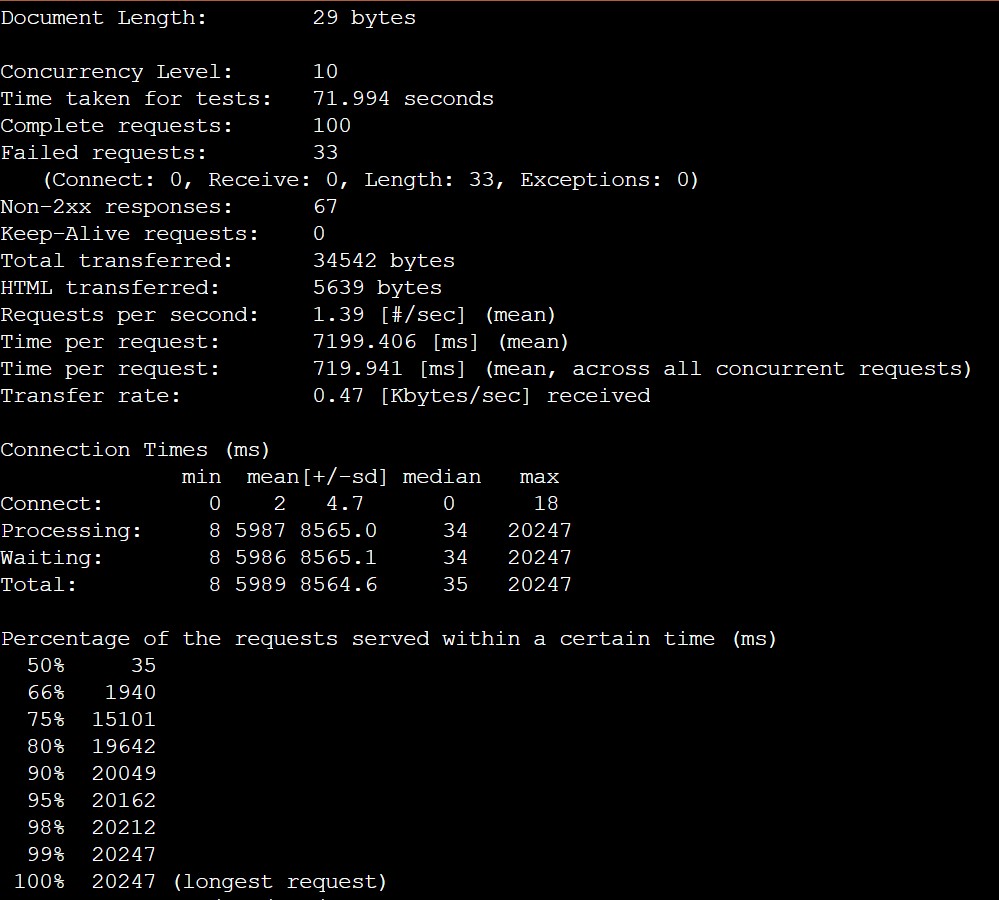 Document Length:        29 bytes
Concurrency Level:      10
Time taken for tests:   71.994 seconds
Complete requests:      100
Failed requests:        33
   (Connect: 0, Receive: 0, Length: 33, Exceptions: 0)
Non-2xx responses:      67
Keep-Alive requests:    0
Total transferred:      34542 bytes
HTML transferred:       5639 bytes
Requests per second:    1.39 [#/sec] (mean)
Time per request:       7199.406 [ms] (mean)
Time per request:       719.941 [ms] (mean, across all concurrent requests)
Transfer rate:          0.47 [Kbytes/sec] received
Connection Times (ms)
              min  mean[+/-sd] median   max
Connect:        0    2   4.7      0      18
Processing:     8 5987 8565.0     34   20247
Waiting:        8 5986 8565.1     34   20247
Total:          8 5989 8564.6     35   20247
Percentage of the requests served within a certain time (ms)
  50%     35
  66%   1940
  75%  15101
  80%  19642
  90%  20049
  95%  20162
  98%  20212
  99%  20247
 100%  20247 (longest request)